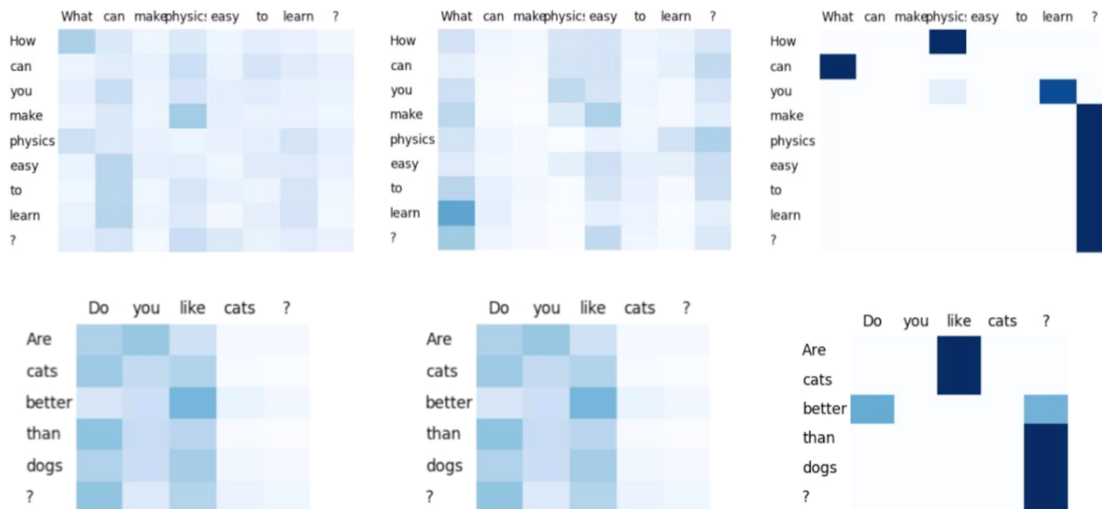 What can make physics easy to learn ?
How
can
you
make
physics
easy
to
learn
?
What can make physics easy to learn ?
How
can
you
make
physics
easy
to
learn
?
What can make physics easy to learn ?
How
can
you
make
physics
easy
to
learn
?
Do you like cats ?
Are
cats
better
than
dogs
?
Do you like cats ?
Are
cats
better
than
dogs
?
Do you like cats ?
Are
cats
better
than
dogs
?